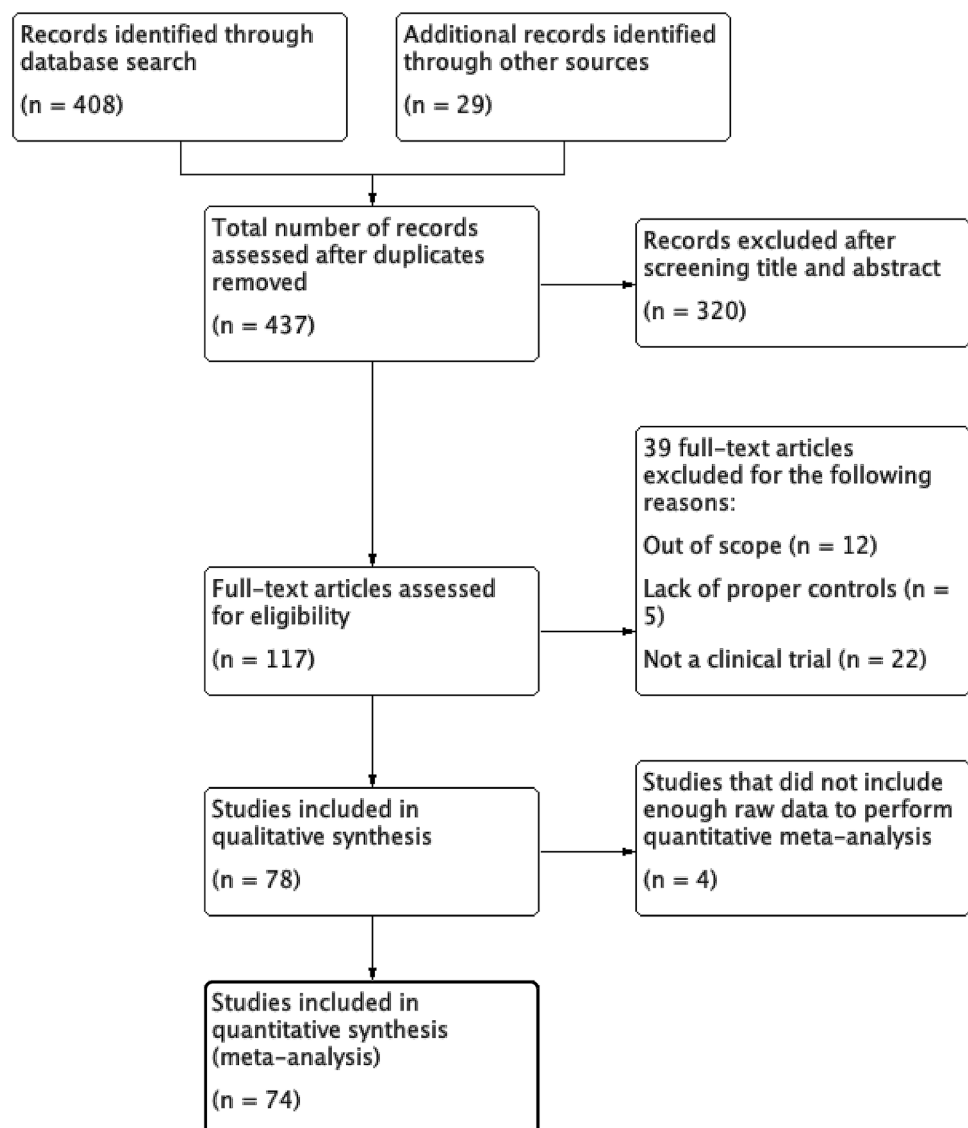 Records identified through
database search
(n = 408)
Additional records identified
through other sources
(n = 29)
Total number of records
assessed after duplicates
removed
(n = 437)
Records excluded after
screening title and abstract
(n = 320)
39 full-text articles
excluded for the following
reasons:
Out of scope (n = 12)
Lack of proper controls (n =
5)
Not a clinical trial (n = 22)
Full-text articles assessed
for eligibility
(n = 117)
Studies included in
qualitative synthesis
(n = 78)
Studies that did not include
enough raw data to perform
quantitative meta-analysis
(n = 4)
Studies included in
quantitative synthesis
(meta-analysis)
(n = 74)